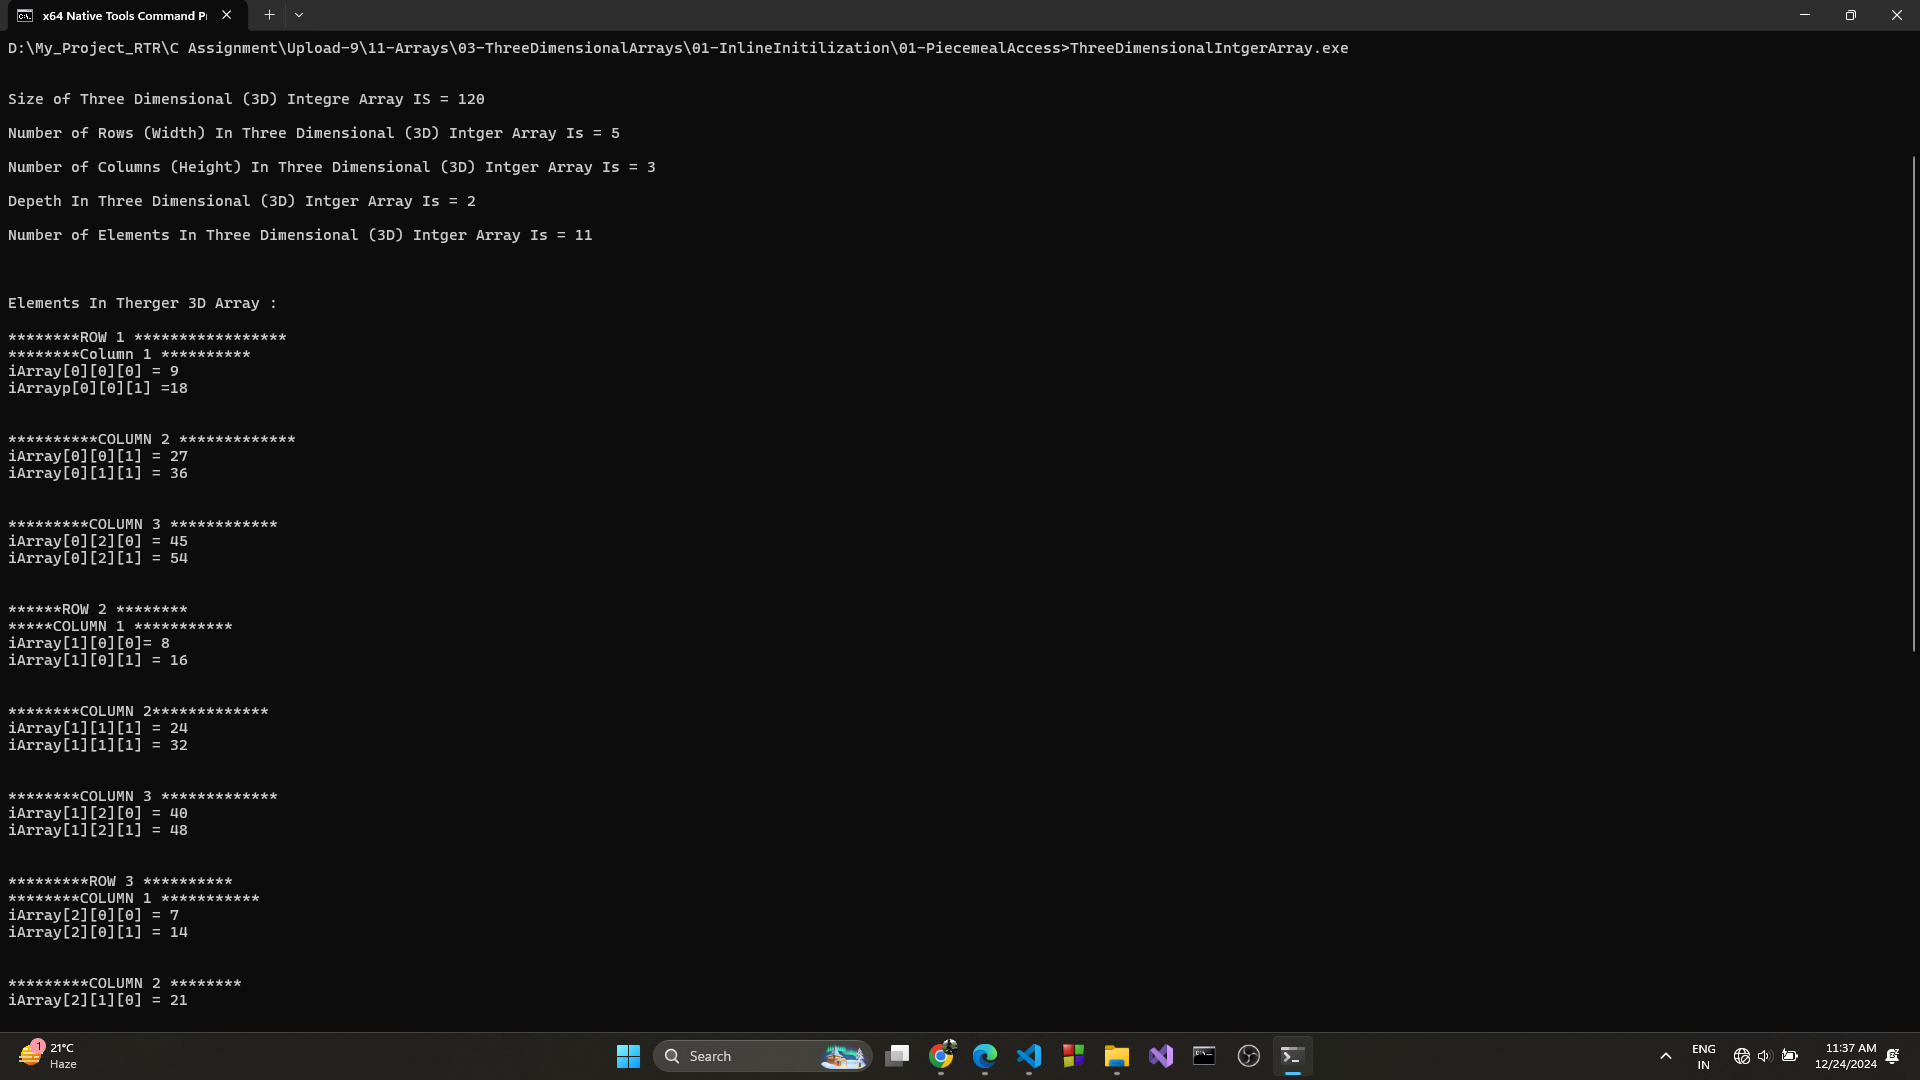 x64 Native Tools Command P
D:\My_Project_RTR\C Assignment\Upload-9\11-Arrays\03-ThreeDimensionalArrays\01-InlineInitilization\01-PiecemealAccess>ThreeDimensionalIntgerArray.exe
Size of Three Dimensional (3D) Integre Array IS = 120
Number of Rows (Width) In Three Dimensional (3D) Intger Array Is = 5
Number of Columns (Height) In Three Dimensional (3D) Intger Array Is = 3
Depeth In Three Dimensional (3D) Intger Array Is = 2
Number of Elements In Three Dimensional (3D) Intger Array Is = 11
Elements In Therger 3D Array :
********ROW 1 *****************
********Column 1 **********
iArray[0][0][0] = 9
iArrayp[0][0][1] =18
**********COLUMN 2 *************
iArray[0][0][1] = 27
iArray[0][1][1] = 36
*********COLUMN 3 ************
iArray[0][2][0] = 45
iArray[0][2][1] = 54
******ROW 2 ********
*****COLUMN 1 ***********
iArray[1][0][0]= 8
iArray[1][0][1] = 16
********COLUMN 2*************
iArray[1][1][1] = 24
iArray[1][1][1] = 32
********COLUMN 3 *************
iArray[1][2][0] = 40
iArray[1][2][1] = 48
*********ROW 3 **********
********COLUMN 1 ***********
iArray[2][0][0] = 7
iArray[2][0][1] = 14
*********COLUMN 2 ********
iArray[2][1][0] = 21
1
21°C
Haze
Search
ENG
IN
11:37 AM
12/24/2024